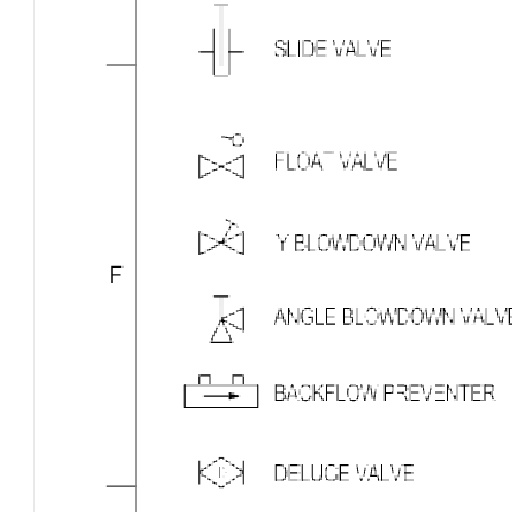 SLIDE VALVE
FLOAT VALVE
Y BLOWDOWN VALVE
F
ANGLE BLOWDOWN VALVE
BACKFLOW PREVENTER
DELUGE VALVE